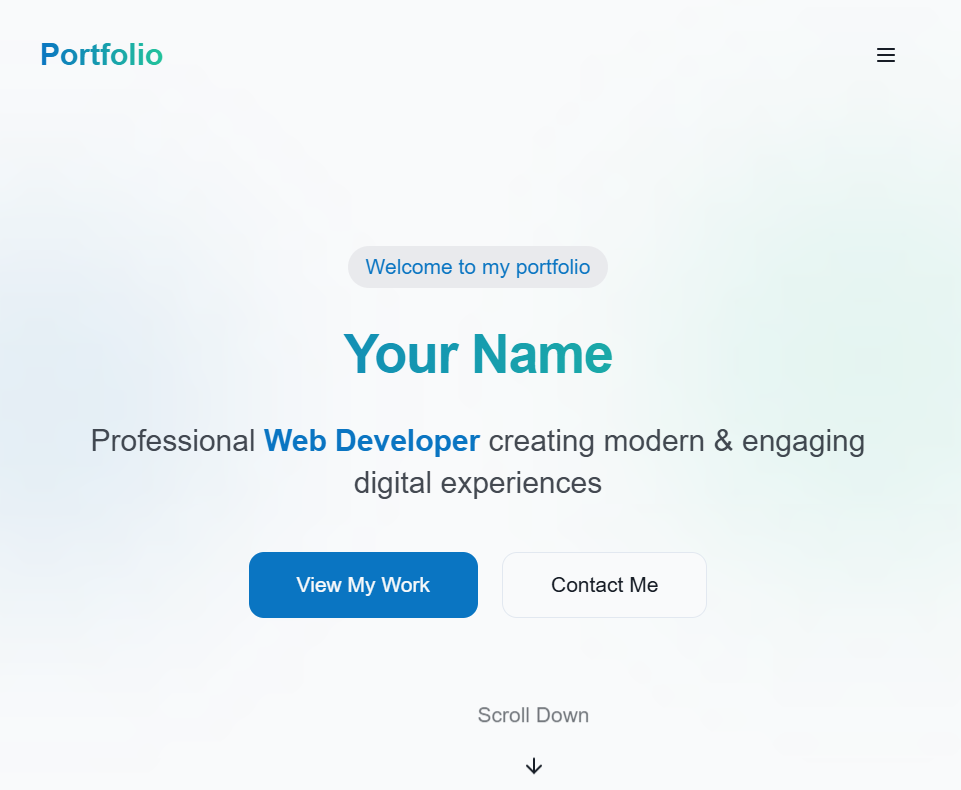 Portfolio
Welcome to my portfolio
Your Name
Professional Web Developer creating modern & engaging
digital experiences
View My Work
Contact Me
Scroll Down